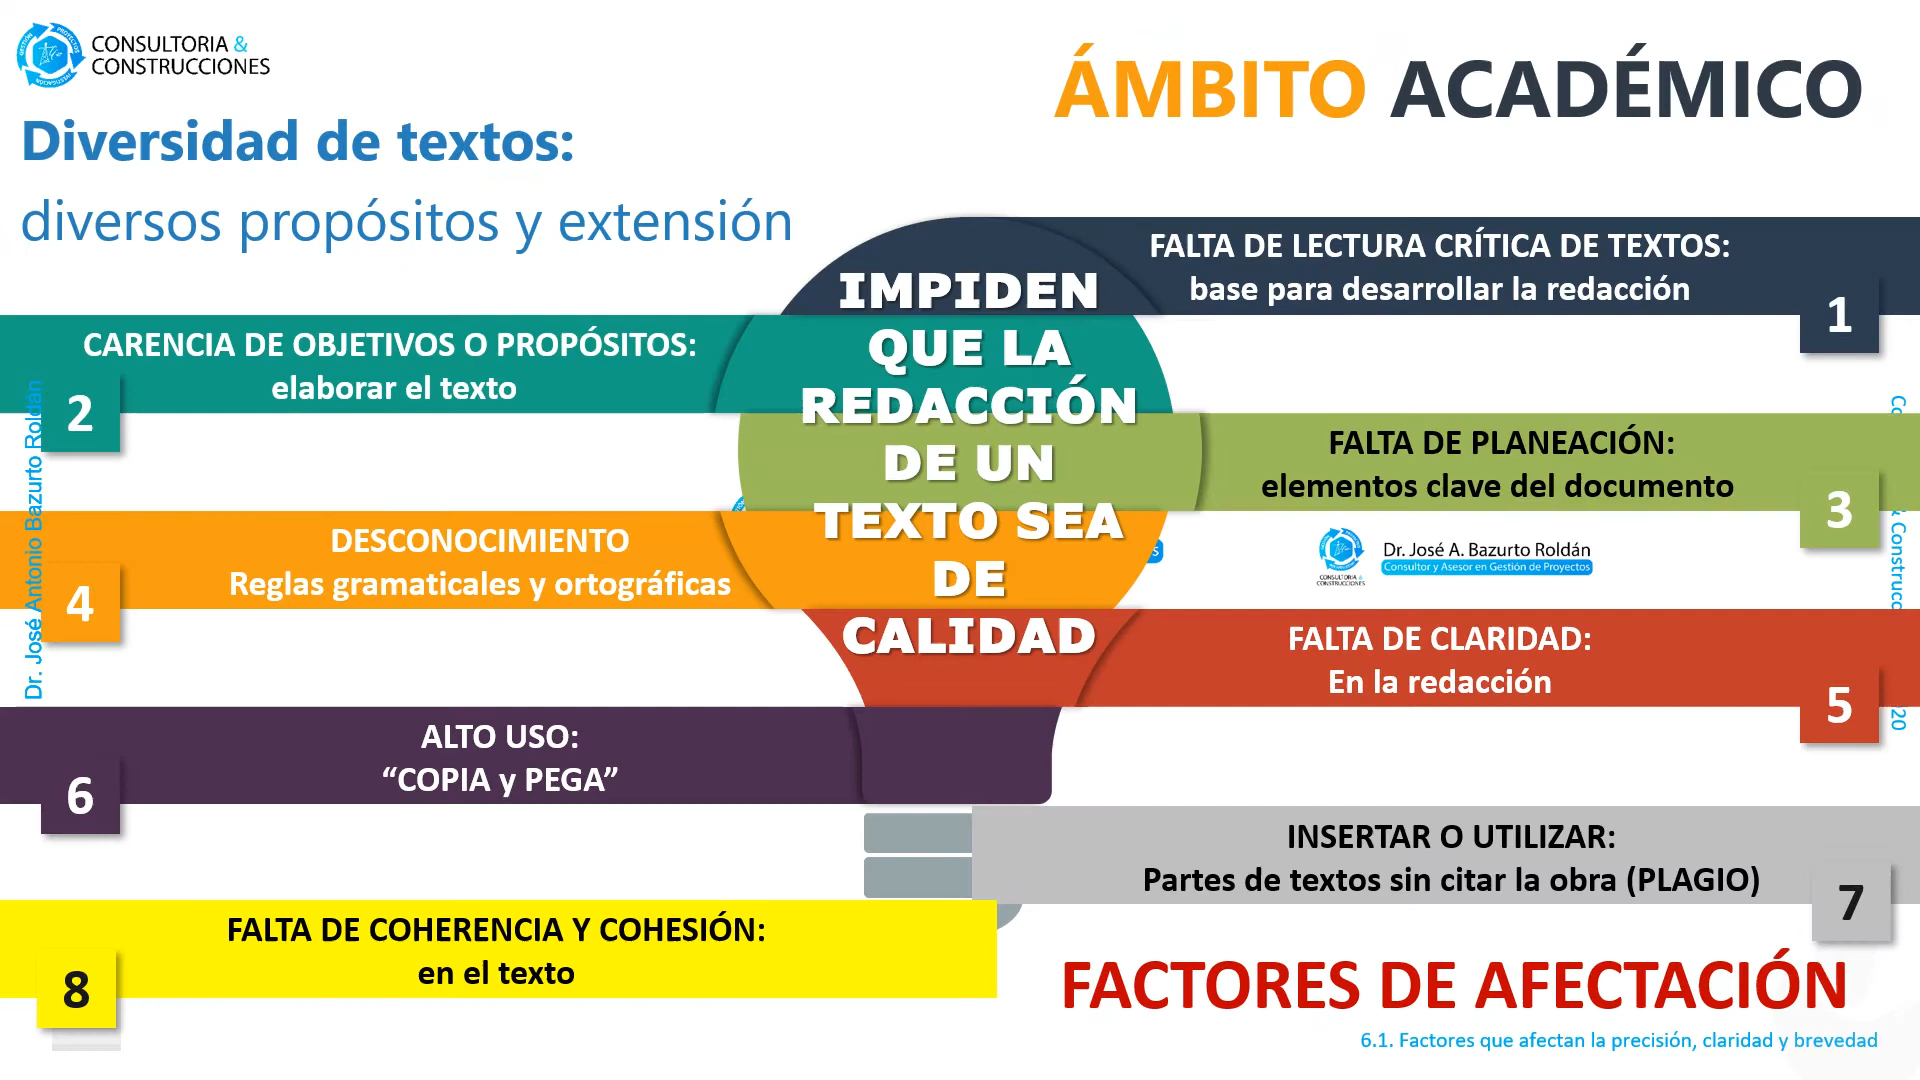 CONSULTORIA &
CONSTRUCCIONES
ÁMBITO ACADÉMICO
Diversidad de textos:
diversos propósitos y extensión
IMPIDEN
QUE LA
REDACCIÓN
DE UN
TEXTO SEA
DE
CALIDAD
FALTA DE LECTURA CRÍTICA DE TEXTOS:
base para desarrollar la redacción
1
CARENCIA DE OBJETIVOS O PROPÓSITOS:
elaborar el texto
2
FALTA DE PLANEACIÓN:
elementos clave del documento
3
DESCONOCIMIENTO
Reglas gramaticales y ortográficas
4
CONSULTORIA &
CONSTRUCCIONES
Dr. José A. Bazurto Roldán
Consultor y Asesor en Gestión de Proyectos
FALTA DE CLARIDAD:
En la redacción
5
ALTO USO:
“COPIA y PEGA”
6
INSERTAR O UTILIZAR:
Partes de textos sin citar la obra (PLAGIO)
7
FALTA DE COHERENCIA Y COHESIÓN:
en el texto
8
FACTORES DE AFECTACIÓN
6.1. Factores que afectan la precisión, claridad y brevedad
Dr. José Antonio Bazurto Roldán